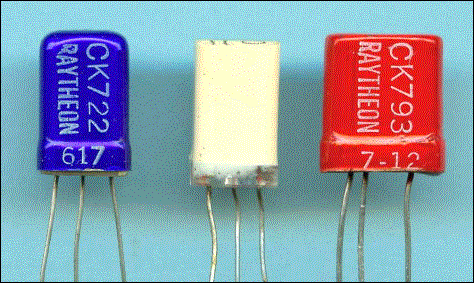 CK722
RAYTHEON
617
CK793
RAYTHEON
7-12